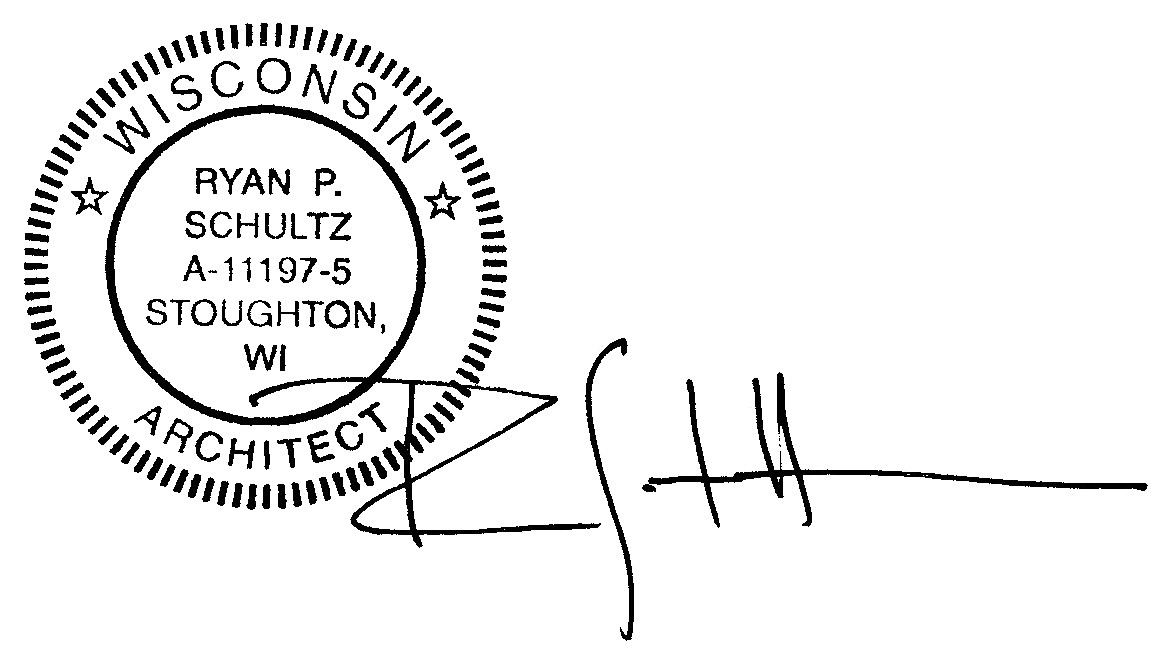 WISCONSIN
RYAN P.
SCHULTZ
A-11197-5
STOUGHTON,
WI
ARCHITECT